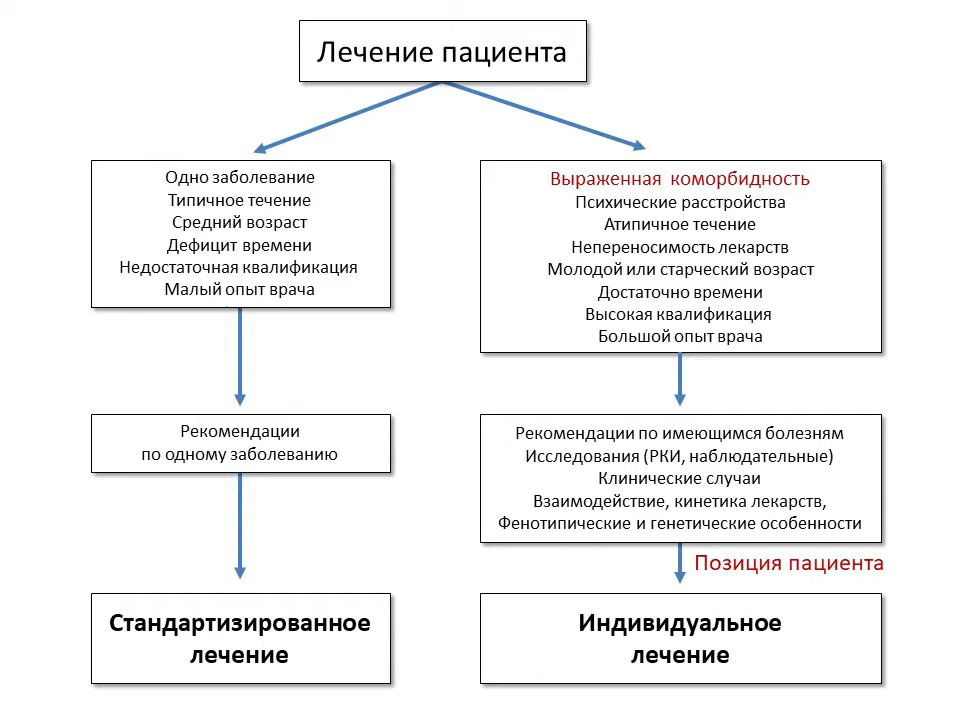 Лечение пациента
Одно заболевание
Типичное течение
Средний возраст
Дефицит времени
Недостаточная квалификация
Малый опыт врача
Выраженная коморбидность
Психические расстройства
Атипичное течение
Непереносимость лекарств
Молодой или старческий возраст
Достаточно времени
Высокая квалификация
Большой опыт врача
Рекомендации
по одному заболеванию
Рекомендации по имеющимся болезням
Исследования (РКИ, наблюдательные)
Клинические случаи
Взаимодействие, кинетика лекарств,
Фенотипические и генетические особенности
Позиция пациента
Стандартизированное
лечение
Индивидуальное
лечение